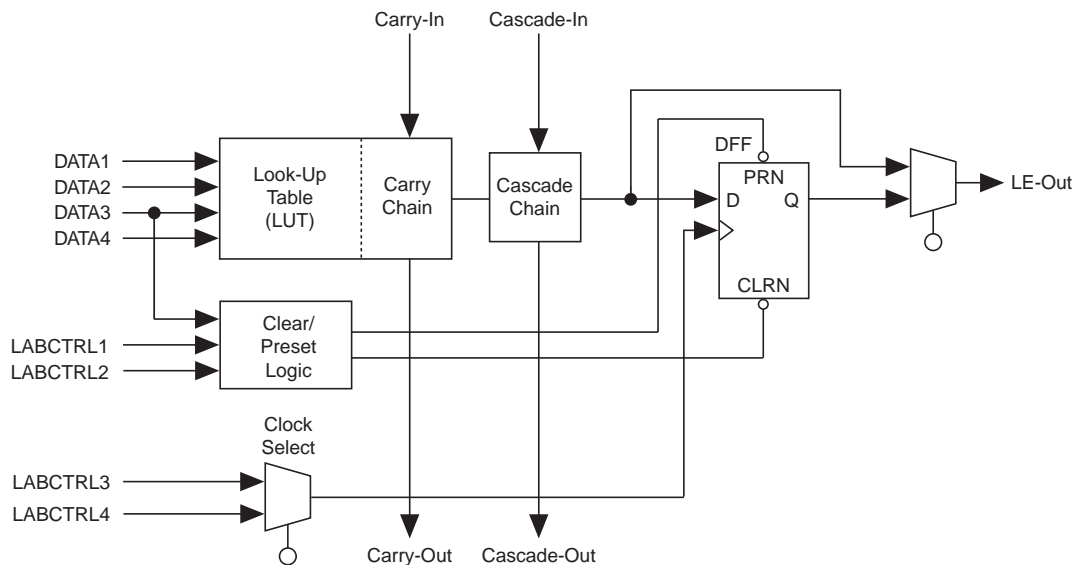 Carry-In
Cascade-In
DFF
PRN
D
Q
CLRN
LE-Out
DATA1
DATA2
DATA3
DATA4
Look-Up
Table
(LUT)
Carry
Chain
Cascade
Chain
LABCTRL1
LABCTRL2
Clear/
Preset
Logic
Clock
Select
LABCTRL3
LABCTRL4
Carry-Out
Cascade-Out